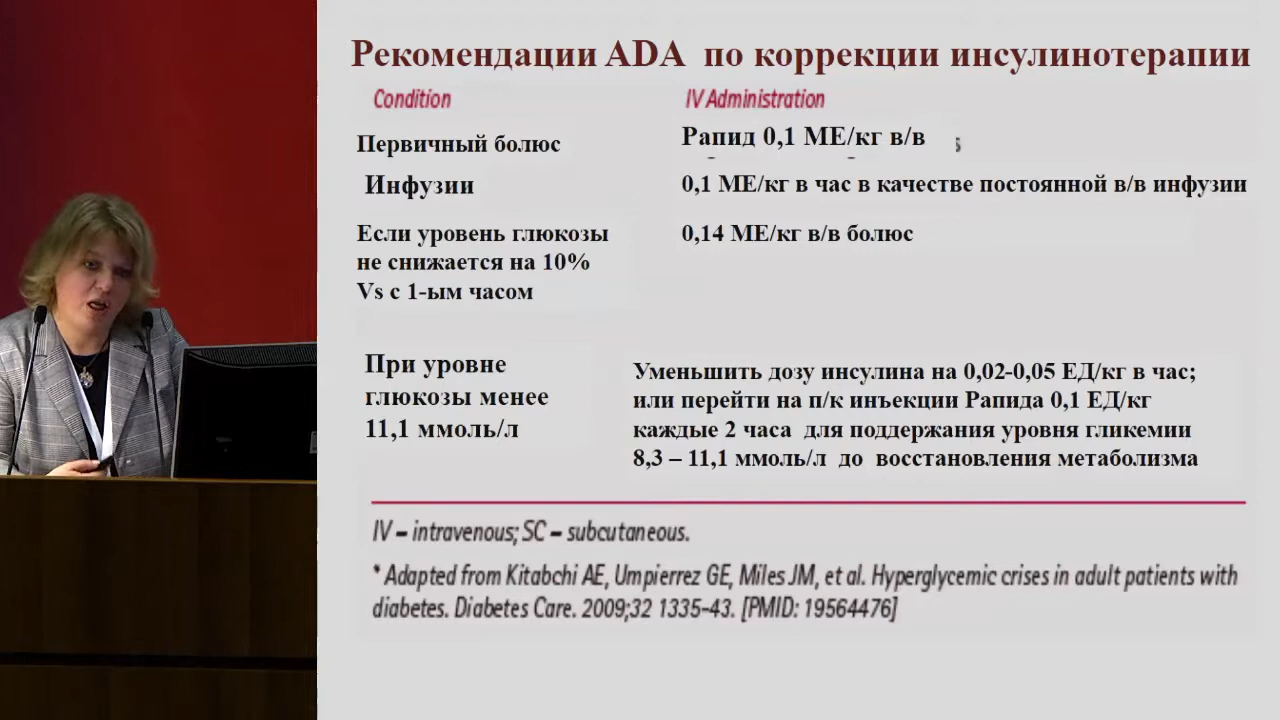 Рекомендации ADA по коррекции инсулинотерапии
Condition IV Administration
Первичный болюс Рапид 0,1 МЕ/кг в/в
Инфузии 0,1 МЕ/кг в час в качестве постоянной в/в инфузии
Если уровень глюкозы 0,14 МЕ/кг в/в болюс
не снижается на 10%
Vs с 1-ым часом
При уровне
глюкозы менее
11,1 ммоль/л
Уменьшить дозу инсулина на 0,02-0,05 ЕД/кг в час;
или перейти на п/к инъекции Рапида 0,1 ЕД/кг
каждые 2 часа для поддержания уровня гликемии
8,3 – 11,1 ммоль/л до восстановления метаболизма
IV – intravenous; SC – subcutaneous.
* Adapted from Kitabchi AE, Umpierrez GE, Miles JM, et al. Hyperglycemic crises in adult patients with
diabetes. Diabetes Care. 2009;32 1335-43. [PMID: 19564476]